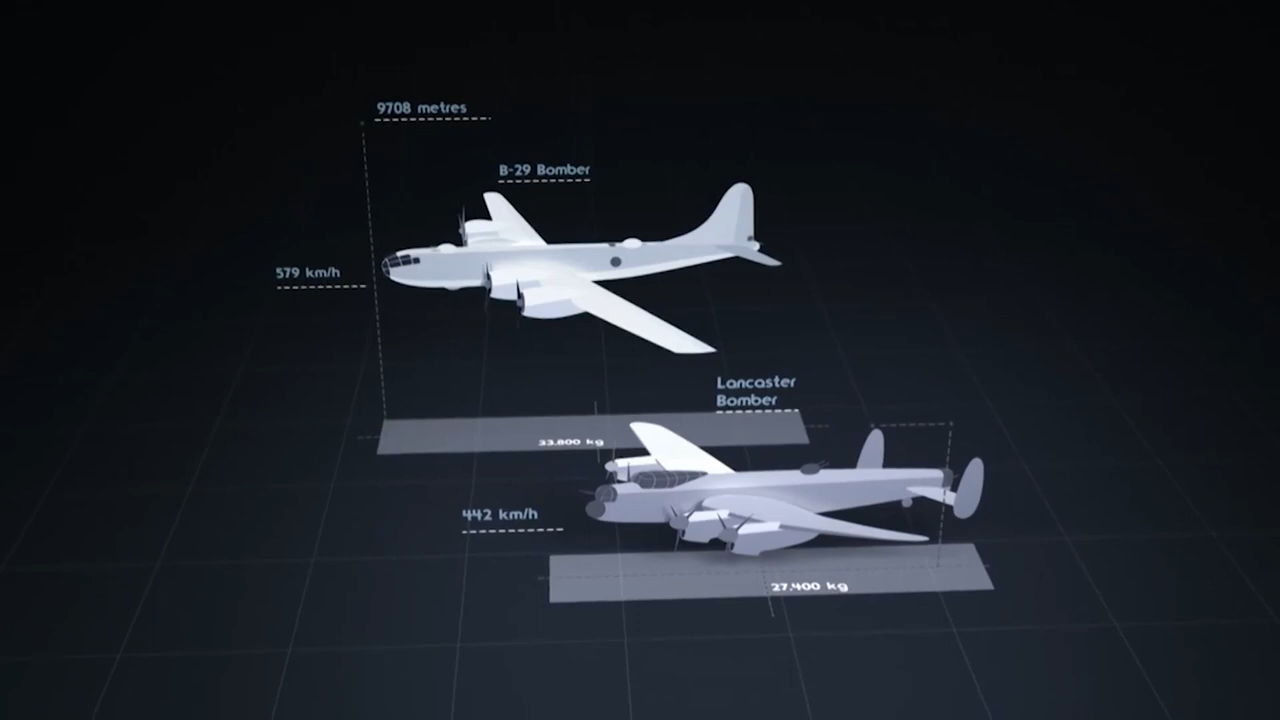 9708 metres
B-29 Bomber
579 km/h
Lancaster
Bomber
33.800 kg
442 km/h
27.400 kg